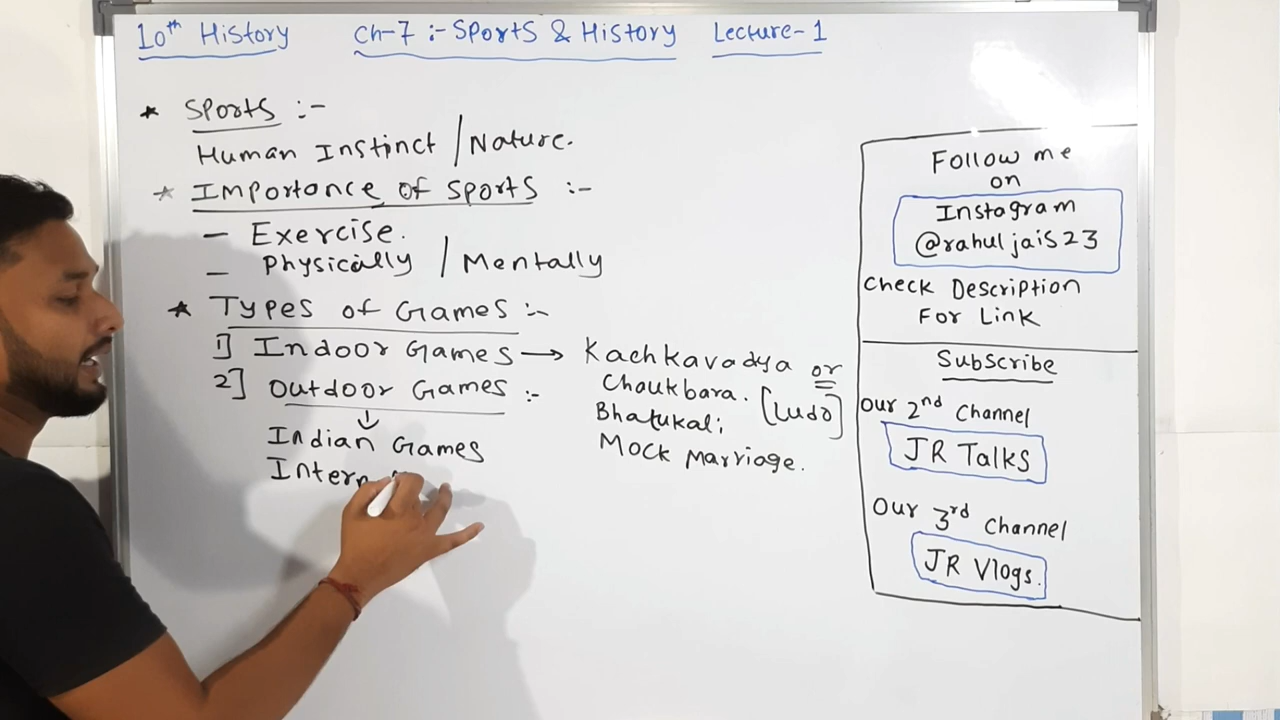 10th History Ch-7 :- Sports & History Lecture-1
* Sports :-
Human Instinct / Nature.
* Importance of Sports :-
- Exercise.
- Physically / Mentally
* Types of Games :-
1] Indoor Games → Kachkavadya or
Choukbara. [Ludo]
Bhatukali
Mock Marriage.
2] Outdoor Games :-
↓
Indian Games
Intern
Follow me
on
Instagram
@rahuljais23
Check Description
For Link
Subscribe
Our 2nd Channel
JR Talks
Our 3rd Channel
JR Vlogs.